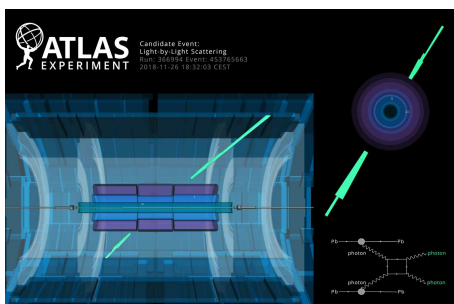 ATLAS
EXPERIMENT
Candidate Event:
Light-by-Light Scattering
Run: 366994 Event: 453765663
2018-11-26 18:32:03 CEST
Pb Pb
photon photon
photon photon
Pb Pb